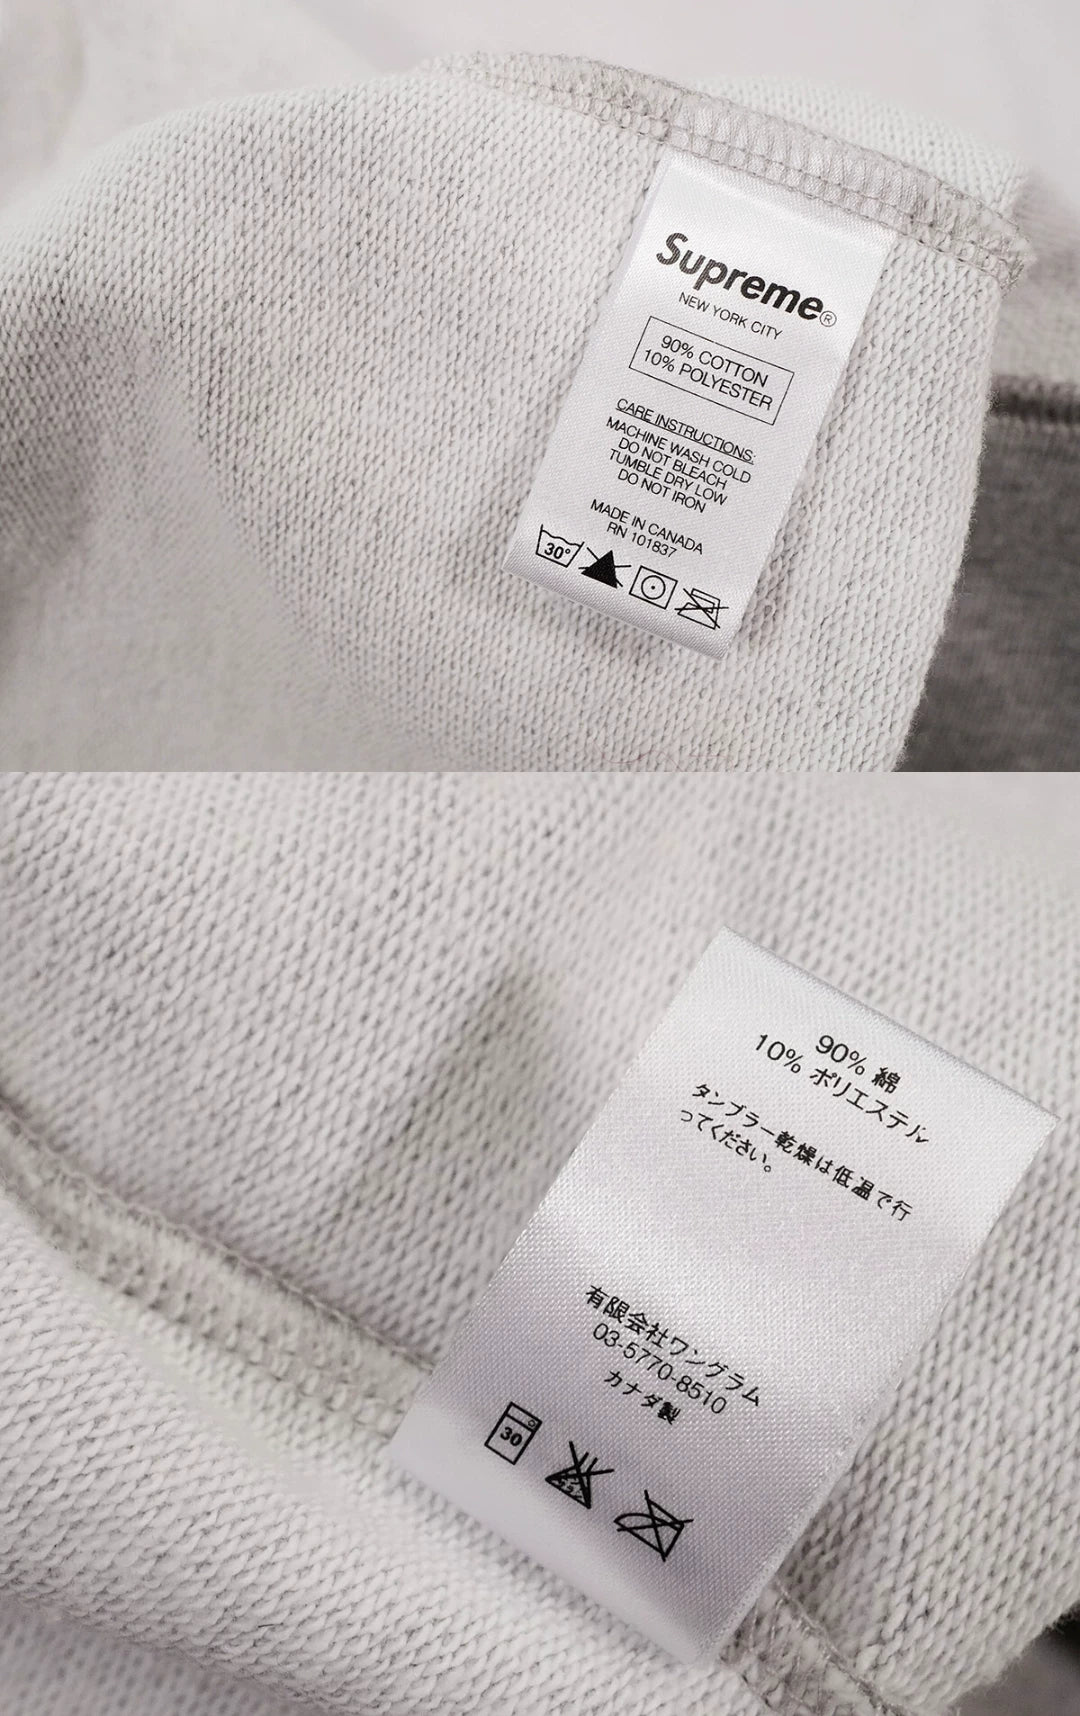 Supreme®
NEW YORK CITY
90% COTTON
10% POLYESTER
CARE INSTRUCTIONS:
MACHINE WASH COLD
DO NOT BLEACH
TUMBLE DRY LOW
DO NOT IRON
MADE IN CANADA
RN 101837
30°
90% 綿
10% ポリエステル
タンブラー乾燥は低温で行
ってください。
有限会社ワングラム
03-5770-8510
カナダ製
30